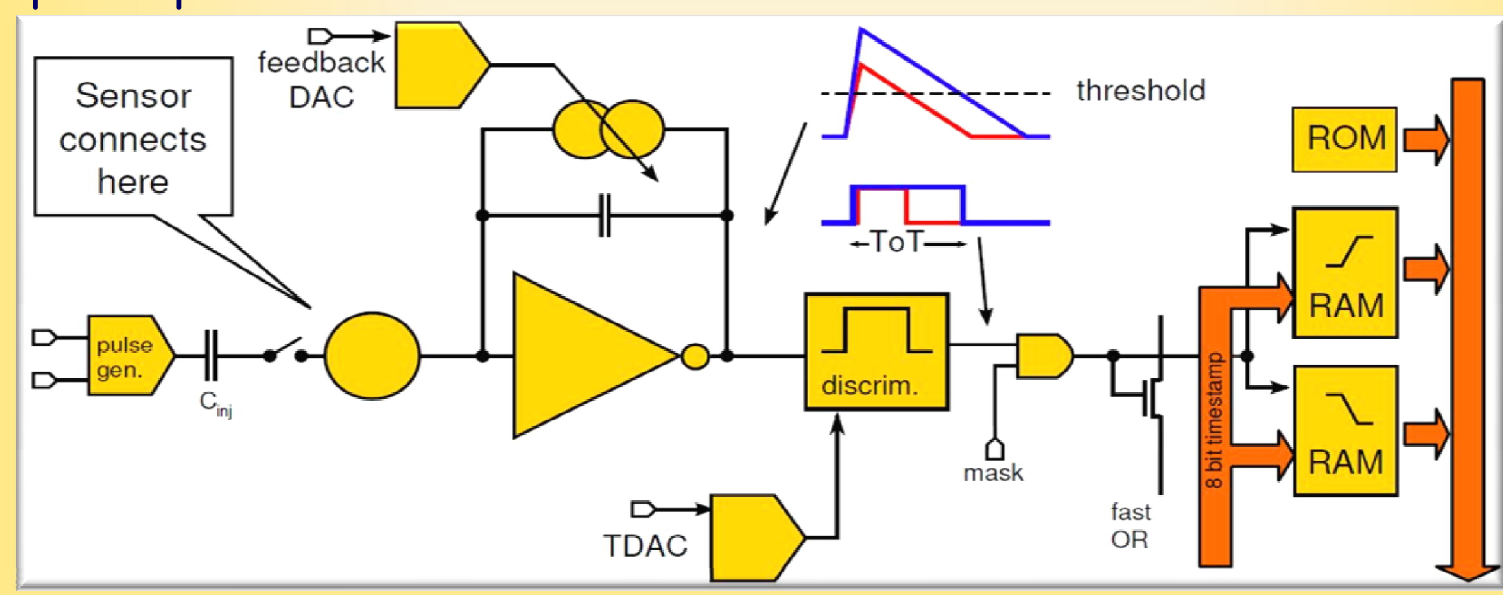 feedback
DAC
Sensor
connects
here
threshold
ROM
ToT
RAM
pulse
gen.
Cinj
discrim.
8 bit timestamp
mask
RAM
TDAC
fast
OR